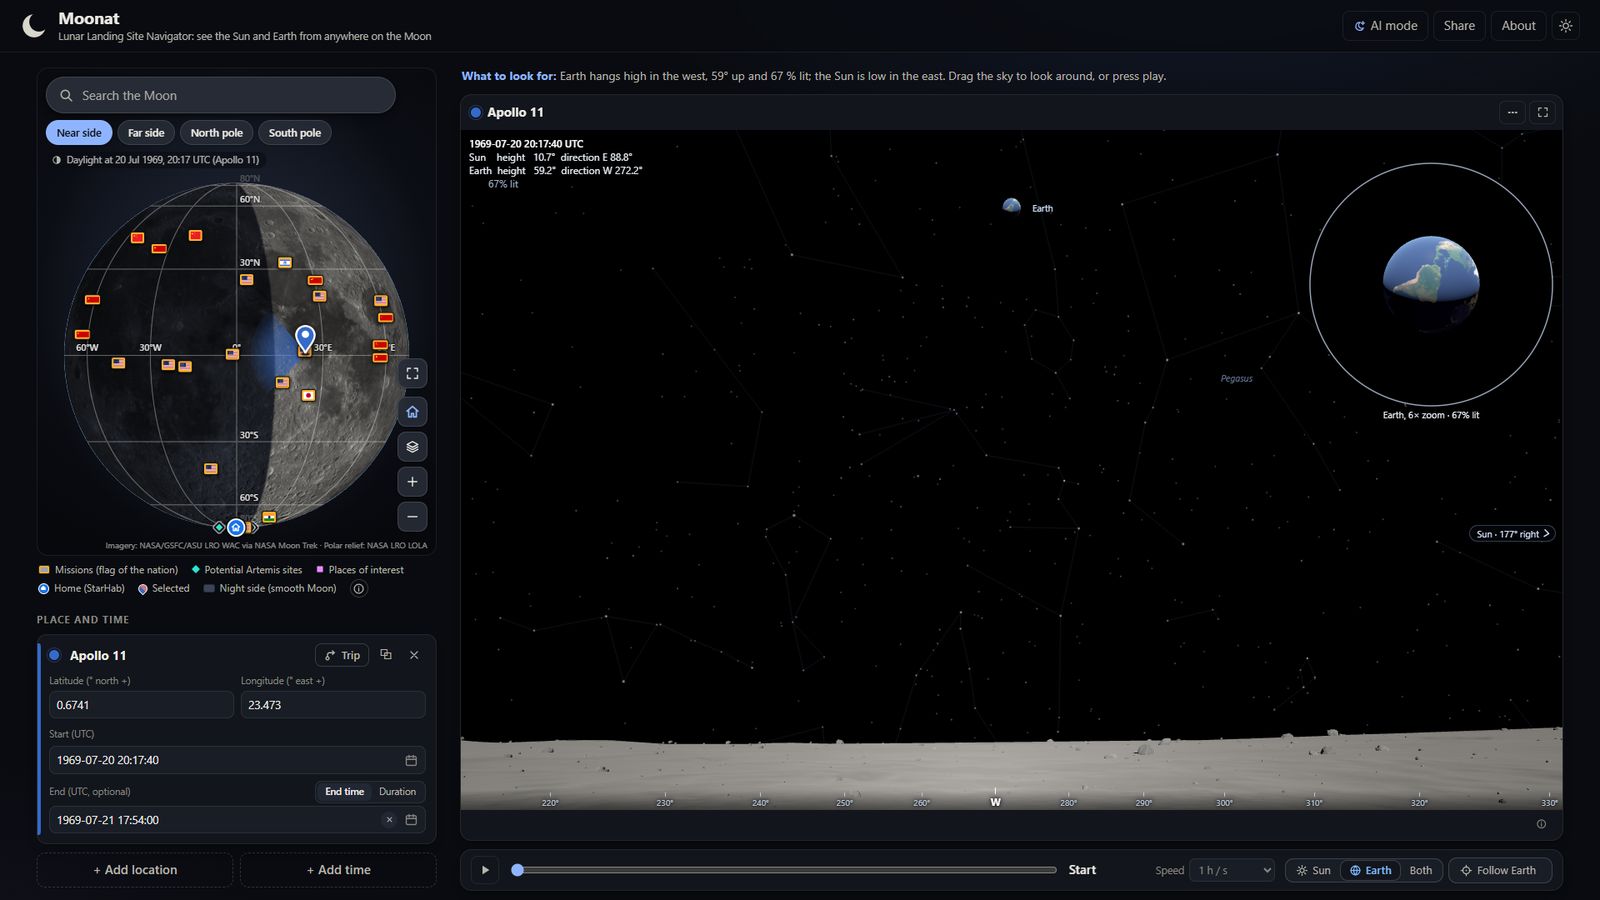 Moonat
Lunar Landing Site Navigator: see the Sun and Earth from anywhere on the Moon
AI mode
Share
About
Search the Moon
Near side
Far side
North pole
South pole
Daylight at 20 Jul 1969, 20:17 UTC (Apollo 11)
80°N
60°N
30°N
60°W
30°W
0°
30°E
30°S
60°S
Imagery: NASA/GSFC/ASU LRO WAC via NASA Moon Trek · Polar relief: NASA LRO LOLA
Missions (flag of the nation)
Potential Artemis sites
Places of interest
Home (StarHab)
Selected
Night side (smooth Moon)
PLACE AND TIME
Apollo 11
Trip
Latitude (° north +)
Longitude (° east +)
0.6741
23.473
Start (UTC)
1969-07-20 20:17:40
End (UTC, optional)
End time
Duration
1969-07-21 17:54:00
+ Add location
+ Add time
What to look for: Earth hangs high in the west, 59° up and 67 % lit; the Sun is low in the east. Drag the sky to look around, or press play.
Apollo 11
1969-07-20 20:17:40 UTC
Sun height 10.7° direction E 88.8°
Earth height 59.2° direction W 272.2°
67% lit
Earth
Pegasus
Earth, 6× zoom · 67% lit
Sun · 177° right
220°
230°
240°
250°
260°
W
280°
290°
300°
310°
320°
330°
Start
Speed
1 h / s
Sun
Earth
Both
Follow Earth